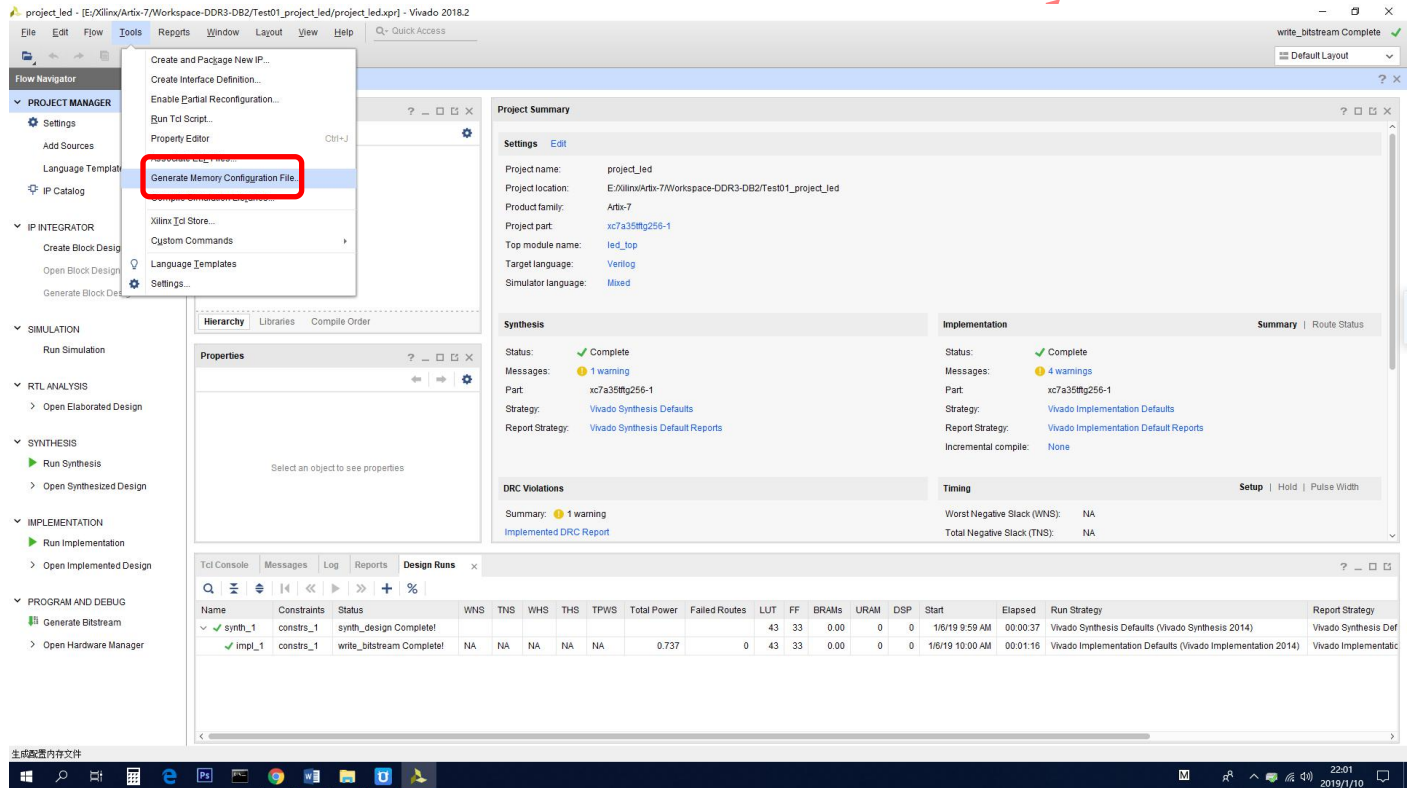 project_led - [E:/Xilinx/Artix-7/Workspace-DDR3-DB2/Test01_project_led/project_led.xpr] - Vivado 2018.2
File Edit Flow Tools Reports Window Layout View Help Quick Access
write_bitstream Complete
Default Layout
Flow Navigator
PROJECT MANAGER
Settings
Add Sources
Language Template
IP Catalog
IP INTEGRATOR
Create Block Desig
Open Block Design
Generate Block Des
SIMULATION
Run Simulation
RTL ANALYSIS
Open Elaborated Design
SYNTHESIS
Run Synthesis
Open Synthesized Design
IMPLEMENTATION
Run Implementation
Open Implemented Design
PROGRAM AND DEBUG
Generate Bitstream
Open Hardware Manager
Create and Package New IP...
Create Interface Definition...
Enable Partial Reconfiguration...
Run Tcl Script...
Property Editor Ctrl+J
Generate Memory Configuration File...
Xilinx Tcl Store...
Custom Commands
Language Templates
Settings...
Hierarchy Libraries Compile Order
Properties
Select an object to see properties
Project Summary
Settings Edit
Project name: project_led
Project location: E:/Xilinx/Artix-7/Workspace-DDR3-DB2/Test01_project_led
Product family: Artix-7
Project part: xc7a35tftg256-1
Top module name: led_top
Target language: Verilog
Simulator language: Mixed
Synthesis
Status: Complete
Messages: 1 warning
Part: xc7a35tftg256-1
Strategy: Vivado Synthesis Defaults
Report Strategy: Vivado Synthesis Default Reports
Implementation Summary | Route Status
Status: Complete
Messages: 4 warnings
Part: xc7a35tftg256-1
Strategy: Vivado Implementation Defaults
Report Strategy: Vivado Implementation Default Reports
Incremental compile: None
DRC Violations
Summary: 1 warning
Implemented DRC Report
Timing Setup | Hold | Pulse Width
Worst Negative Slack (WNS): NA
Total Negative Slack (TNS): NA
Tcl Console Messages Log Reports Design Runs
Name Constraints Status WNS TNS WHS THS TPWS Total Power Failed Routes LUT FF BRAMs URAM DSP Start Elapsed Run Strategy Report Strategy
synth_1 constrs_1 synth_design Complete! 43 33 0.00 0 0 1/6/19 9:59 AM 00:00:37 Vivado Synthesis Defaults (Vivado Synthesis 2014) Vivado Synthesis Def
impl_1 constrs_1 write_bitstream Complete! NA NA NA NA NA 0.737 0 43 33 0.00 0 0 1/6/19 10:00 AM 00:01:16 Vivado Implementation Defaults (Vivado Implementation 2014) Vivado Implementatic
生成配置内存文件
22:01
2019/1/10